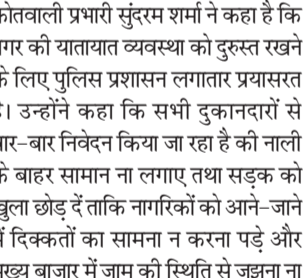 कोतवाली प्रभारी सुंदरम शर्मा ने कहा है कि
नगर की यातायात व्यवस्था को दुरुस्त रखने
के लिए पुलिस प्रशासन लगातार प्रयासरत
है। उन्होंने कहा कि सभी दुकानदारों से
बार-बार निवेदन किया जा रहा है की नाली
के बाहर सामान ना लगाए तथा सड़क को
खुला छोड़ दें ताकि नागरिकों को आने-जाने
में दिक्कतों का सामना न करना पड़े और
मुख्य बाजार में जाम की स्थिति से जूझना ना